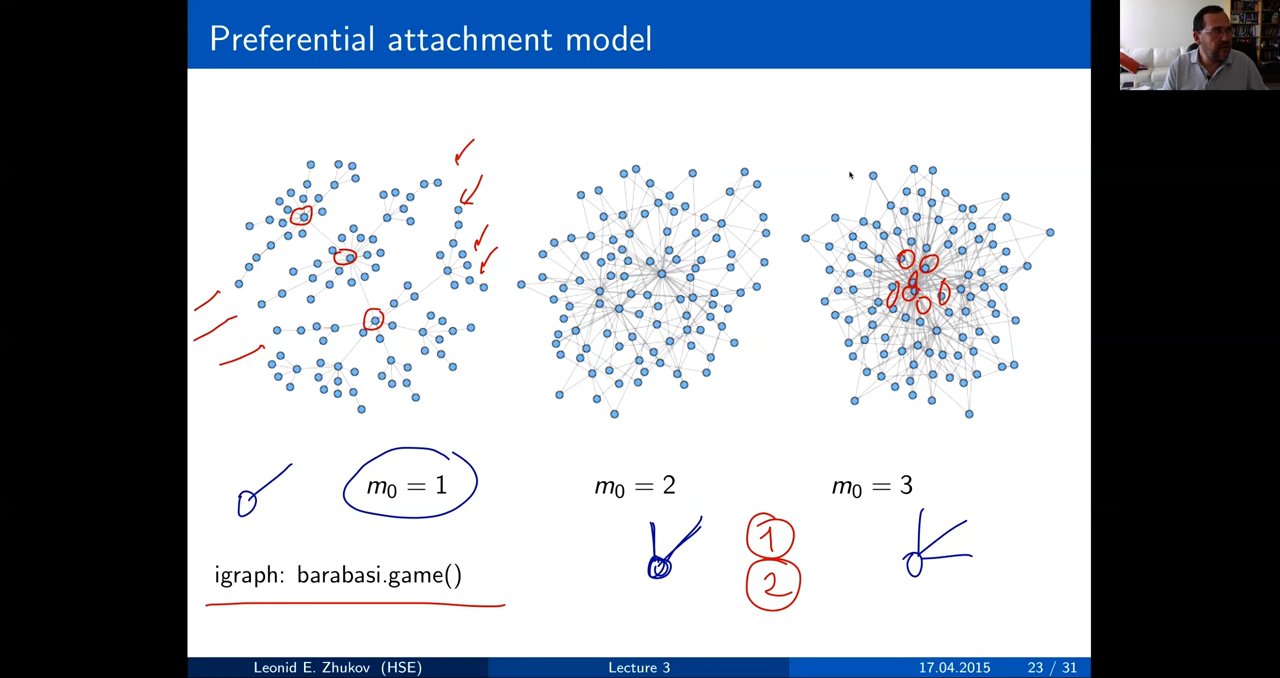 Preferential attachment model
m₀ = 1
m₀ = 2
m₀ = 3
1
2
igraph: barabasi.game()
Leonid E. Zhukov (HSE)
Lecture 3
17.04.2015
23 / 31